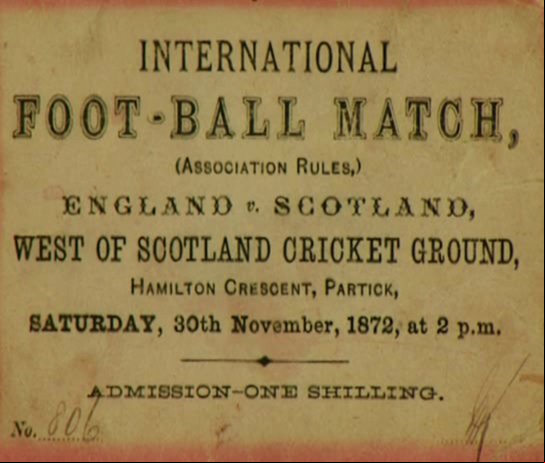 INTERNATIONAL
FOOT-BALL MATCH,
(ASSOCIATION RULES,)
ENGLAND v. SCOTLAND,
WEST OF SCOTLAND CRICKET GROUND,
HAMILTON CRESCENT, PARTICK,
SATURDAY, 30th November, 1872, at 2 p.m.
ADMISSION-ONE SHILLING.
No. 806